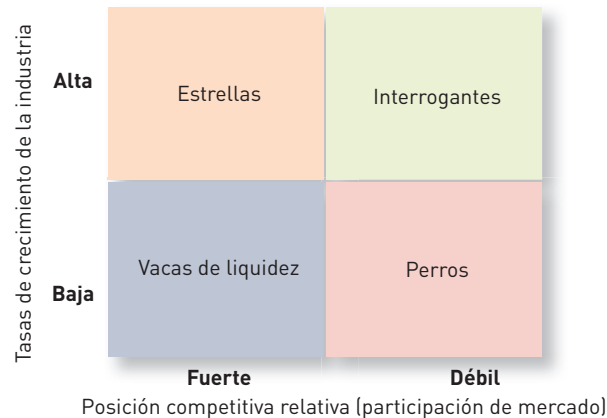 Tasas de crecimiento de la industria
Alta
Estrellas
Interrogantes
Baja
Vacas de liquidez
Perros
Fuerte
Débil
Posición competitiva relativa (participación de mercado)